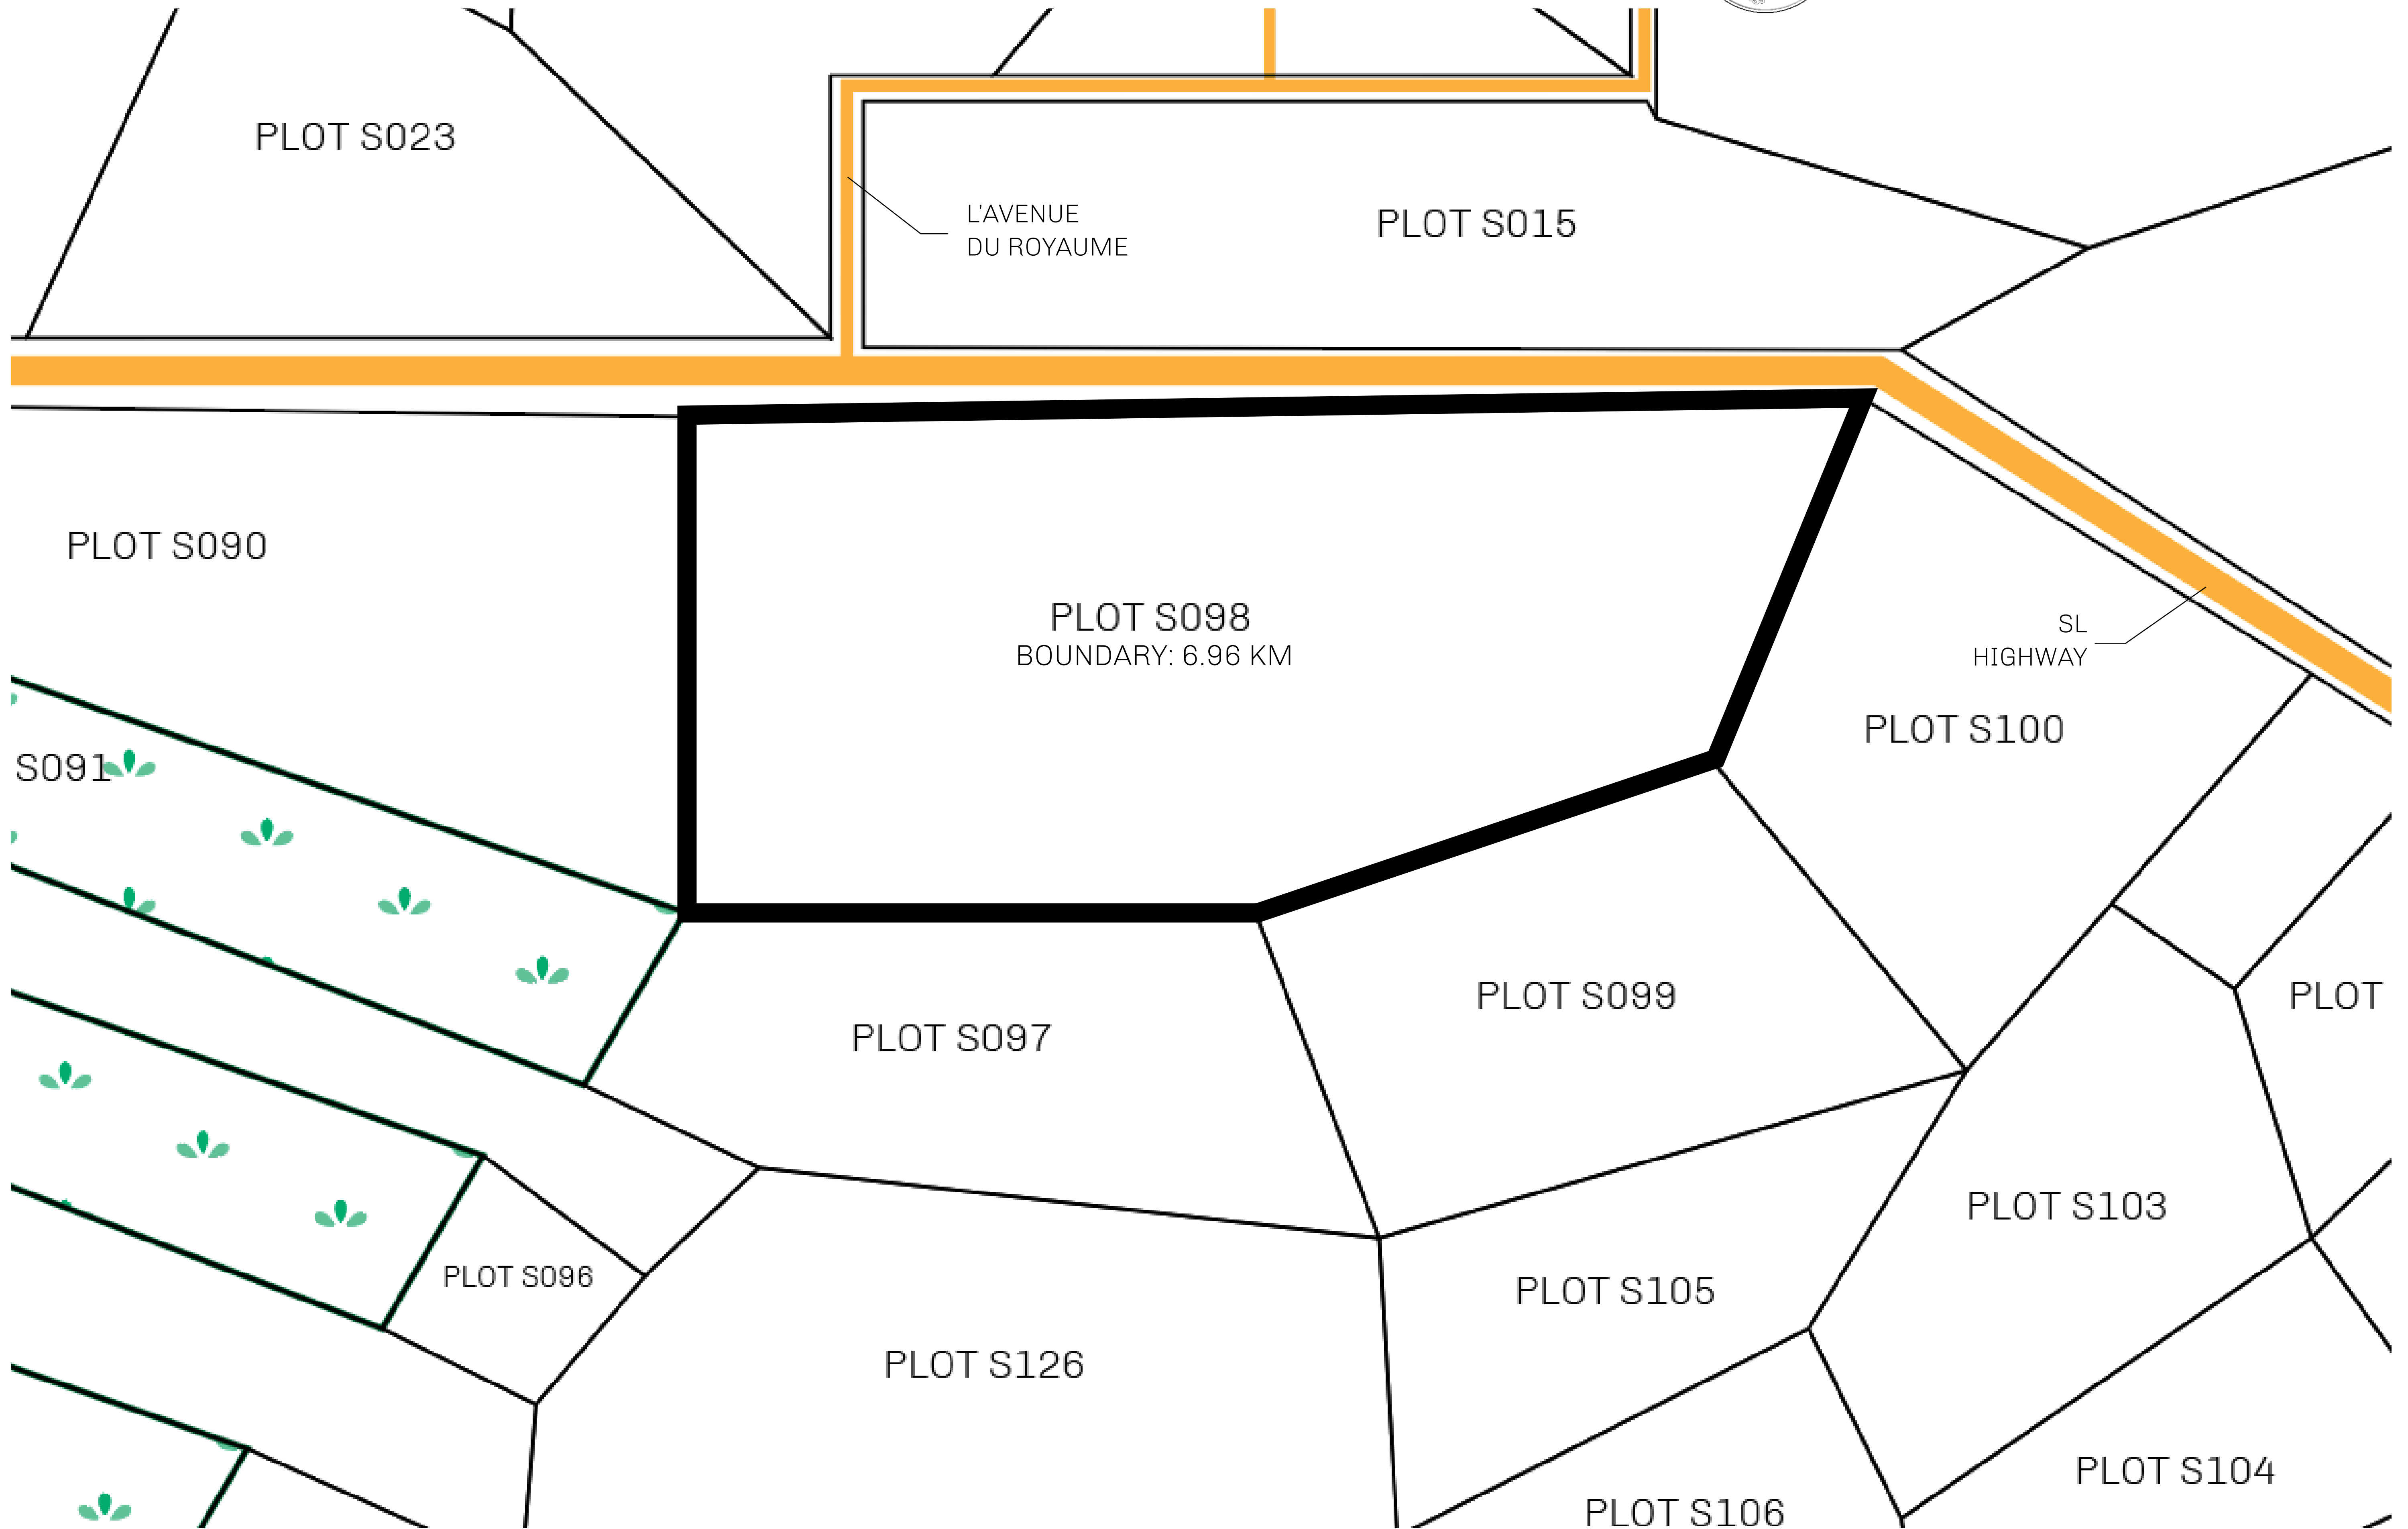 PLOT S023
L'AVENUE
DU ROYAUME
PLOT S015
PLOT S090
PLOT S098
BOUNDARY: 6.96 KM
SL
HIGHWAY
PLOT S100
S091
PLOT S099
PLOT
PLOT S097
PLOT S103
PLOT S096
PLOT S105
PLOT S126
PLOT S104
PLOT S106